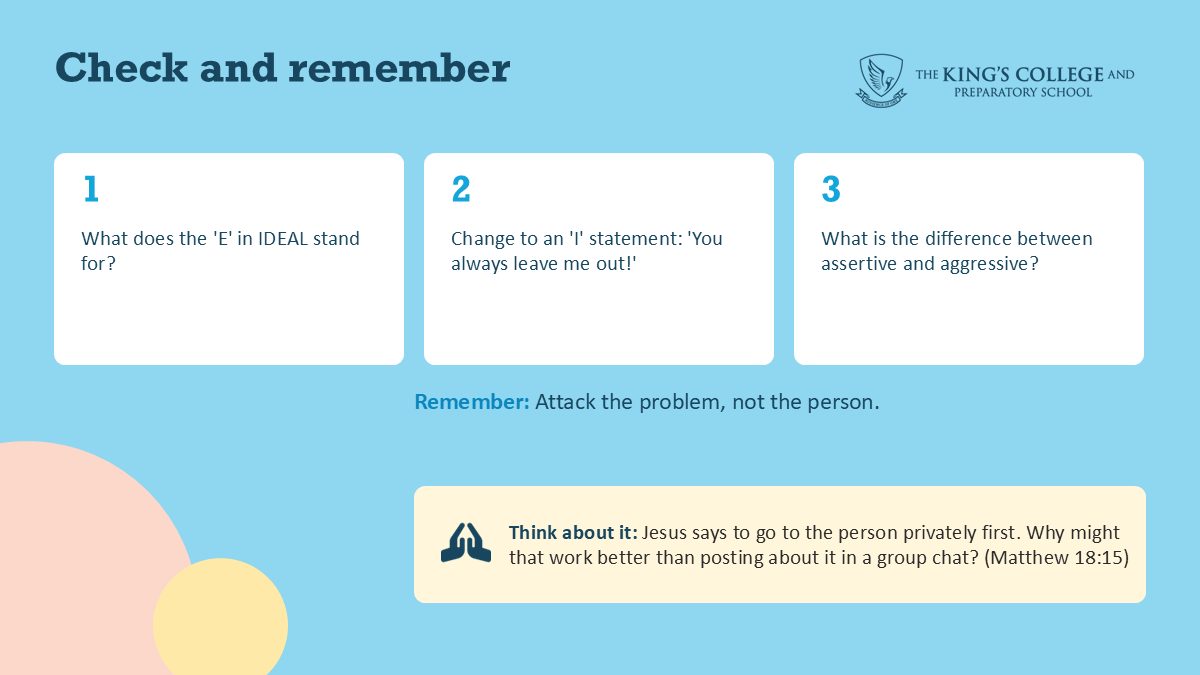 Check and remember
THE KING'S COLLEGE AND
PREPARATORY SCHOOL
1
What does the 'E' in IDEAL stand
for?
2
Change to an 'I' statement: 'You
always leave me out!'
3
What is the difference between
assertive and aggressive?
Remember: Attack the problem, not the person.
Think about it: Jesus says to go to the person privately first. Why might
that work better than posting about it in a group chat? (Matthew 18:15)